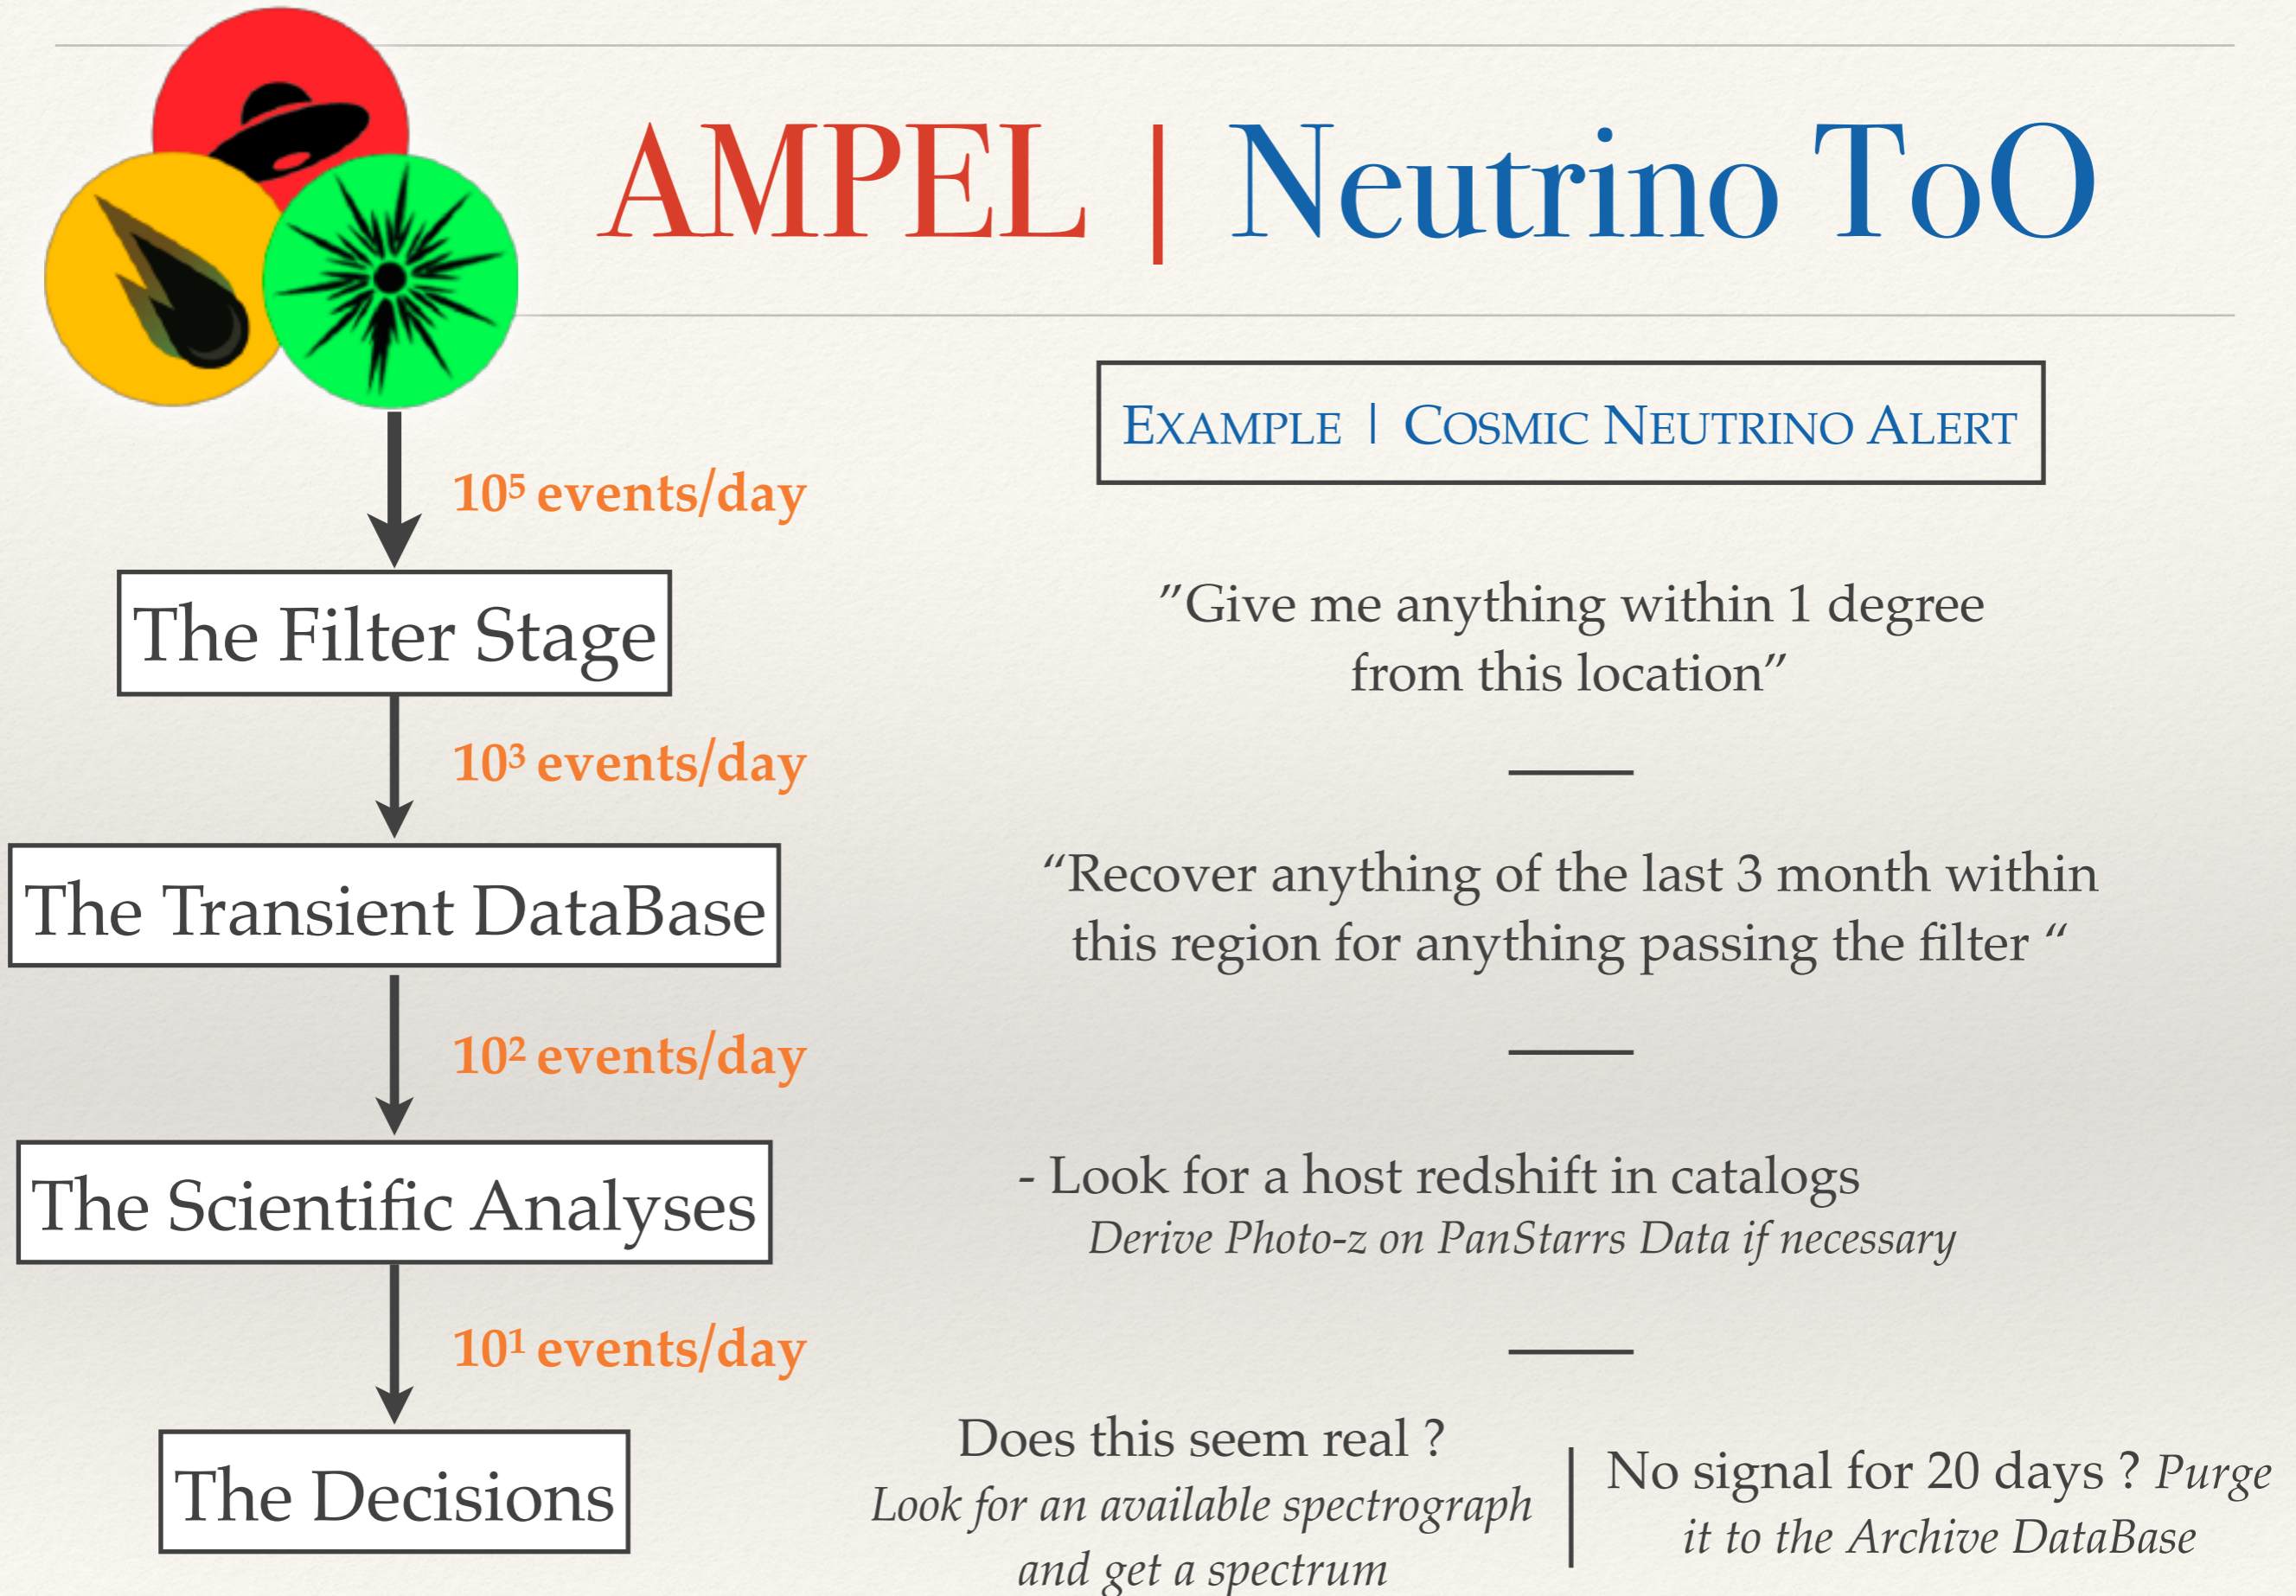 AMPEL | Neutrino ToO
EXAMPLE | COSMIC NEUTRINO ALERT
10⁵ events/day
The Filter Stage
”Give me anything within 1 degree
from this location”
10³ events/day
The Transient DataBase
“Recover anything of the last 3 month within
this region for anything passing the filter “
10² events/day
The Scientific Analyses
- Look for a host redshift in catalogs
Derive Photo-z on PanStarrs Data if necessary
10¹ events/day
The Decisions
Does this seem real ?
Look for an available spectrograph
and get a spectrum
No signal for 20 days ? Purge
it to the Archive DataBase